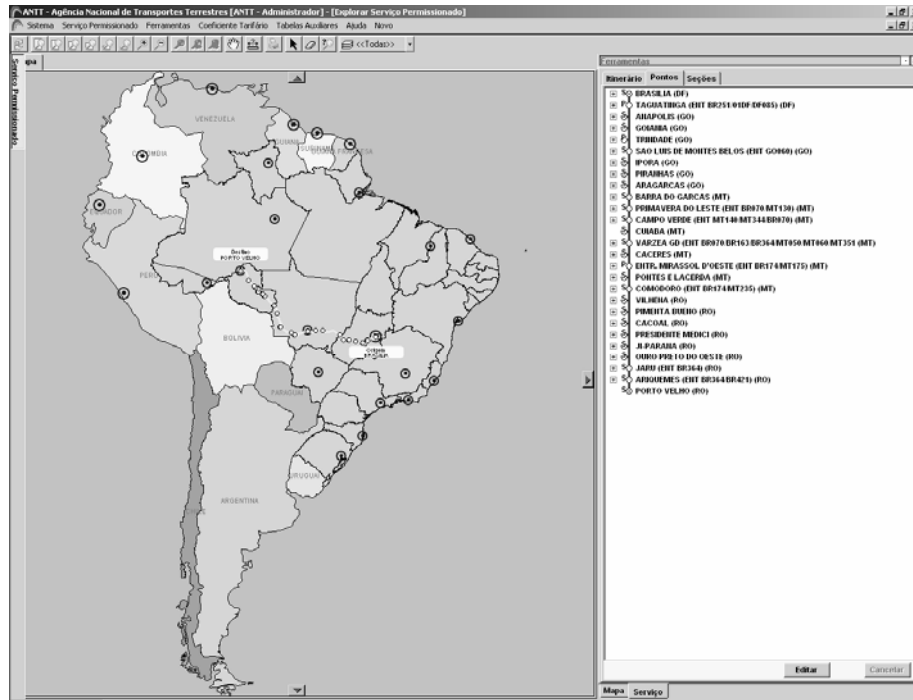 ANTT - Agência Nacional de Transportes Terrestres [ANTT - Administrador] - [Explorar Serviço Permissionado]
Sistema Serviço Permissionado Ferramentas Coeficiente Tarifário Tabelas Auxiliares Ajuda Novo
<<Todas>>
Serviço Permissionado
apa
VENEZUELA
GUIANA
SURINAME
GUIANA FRANCESA
COLOMBIA
EQUADOR
Destino
PORTO VELHO
PERU
BOLIVIA
Origem
BRASILIA
PARAGUAI
URUGUAI
ARGENTINA
CHILE
Ferramentas
Itinerário Pontos Seções
BRASILIA (DF)
TAGUATINGA (ENT BR251/01DF/DF085) (DF)
ANAPOLIS (GO)
GOIANIA (GO)
TRINDADE (GO)
SAO LUIS DE MONTES BELOS (ENT GO060) (GO)
IPORA (GO)
PIRANHAS (GO)
ARAGARCAS (GO)
BARRA DO GARCAS (MT)
PRIMAVERA DO LESTE (ENT BR070/MT130) (MT)
CAMPO VERDE (ENT MT140/MT344/BR070) (MT)
CUIABA (MT)
VARZEA GD (ENT BR070/BR163/BR364/MT050/MT060/MT351) (MT)
CACERES (MT)
ENTR. MIRASSOL D'OESTE (ENT BR174/MT175) (MT)
PONTES E LACERDA (MT)
COMODORO (ENT BR174/MT235) (MT)
VILHENA (RO)
PIMENTA BUENO (RO)
CACOAL (RO)
PRESIDENTE MEDICI (RO)
JI-PARANA (RO)
OURO PRETO DO OESTE (RO)
JARU (ENT BR364) (RO)
ARIQUEMES (ENT BR364/BR421) (RO)
PORTO VELHO (RO)
Editar Cancelar
Mapa Serviço